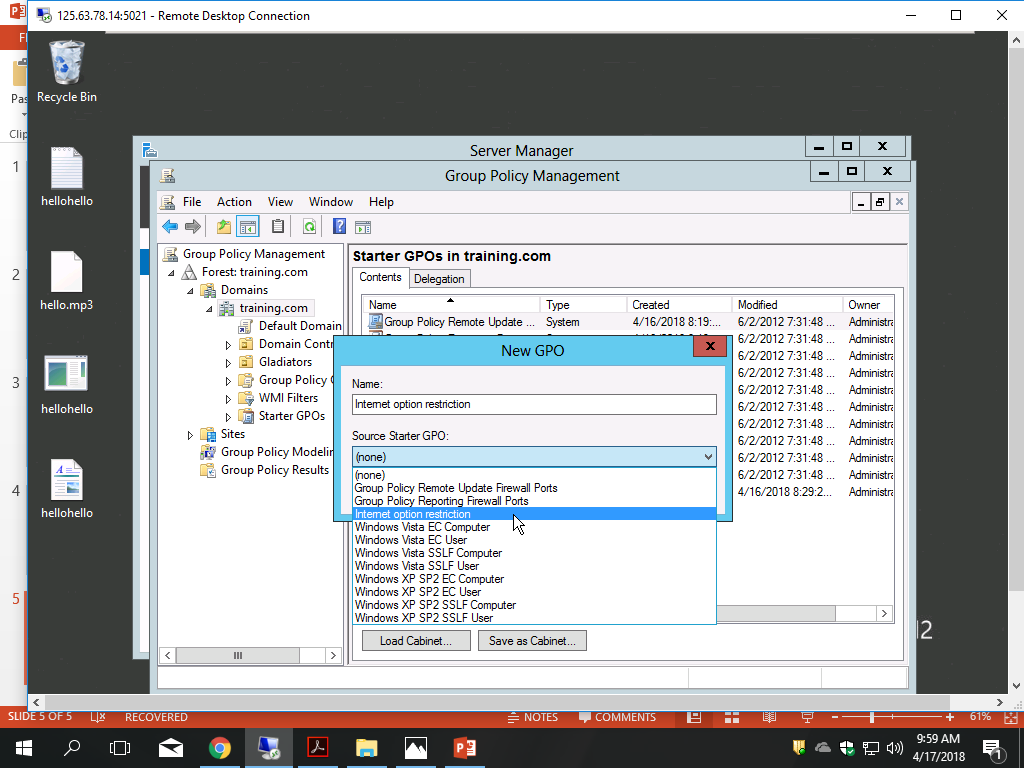 125.63.78.14:5021 - Remote Desktop Connection
Recycle Bin
hellohello
hello.mp3
hellohello
hellohello
1
2
3
4
5
Server Manager
Group Policy Management
File Action View Window Help
Group Policy Management
Forest: training.com
Domains
training.com
Default Domain
Domain Contr
Gladiators
Group Policy
WMI Filters
Starter GPOs
Sites
Group Policy Modelin
Group Policy Results
Starter GPOs in training.com
Contents Delegation
Name Type Created Modified Owner
Group Policy Remote Update ... System 4/16/2018 8:19:... 6/2/2012 7:31:48 ... Administra
6/2/2012 7:31:48 ... Administra
6/2/2012 7:31:48 ... Administra
6/2/2012 7:31:48 ... Administra
6/2/2012 7:31:48 ... Administra
6/2/2012 7:31:48 ... Administra
6/2/2012 7:31:48 ... Administra
6/2/2012 7:31:48 ... Administra
6/2/2012 7:31:48 ... Administra
6/2/2012 7:31:48 ... Administra
4/16/2018 8:29:2... Administra
New GPO
Name:
Internet option restriction
Source Starter GPO:
(none)
(none)
Group Policy Remote Update Firewall Ports
Group Policy Reporting Firewall Ports
Internet option restriction
Windows Vista EC Computer
Windows Vista EC User
Windows Vista SSLF Computer
Windows Vista SSLF User
Windows XP SP2 EC Computer
Windows XP SP2 EC User
Windows XP SP2 SSLF Computer
Windows XP SP2 SSLF User
Load Cabinet... Save as Cabinet...
SLIDE 5 OF 5 RECOVERED NOTES COMMENTS 61%
9:59 AM
4/17/2018
1